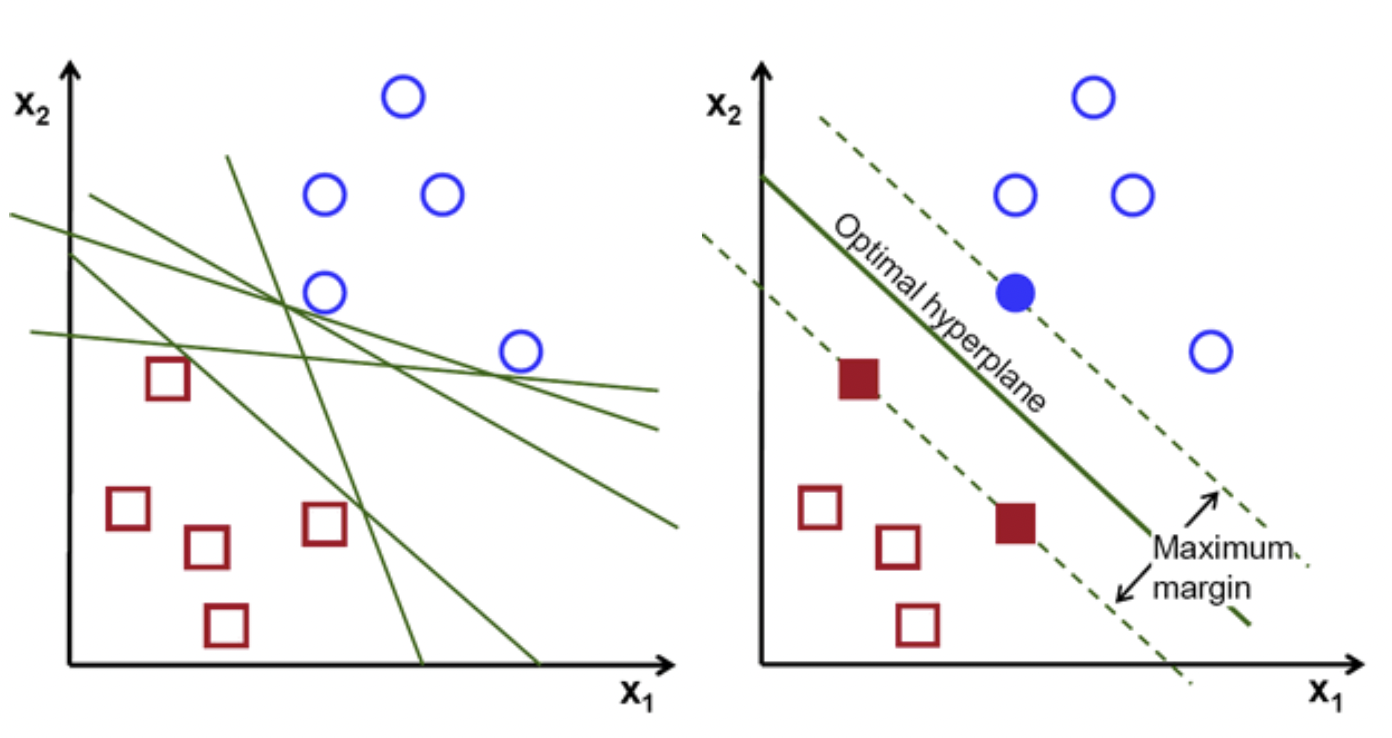 x₂
x₁
x₂
Optimal hyperplane
Maximum
margin
x₁